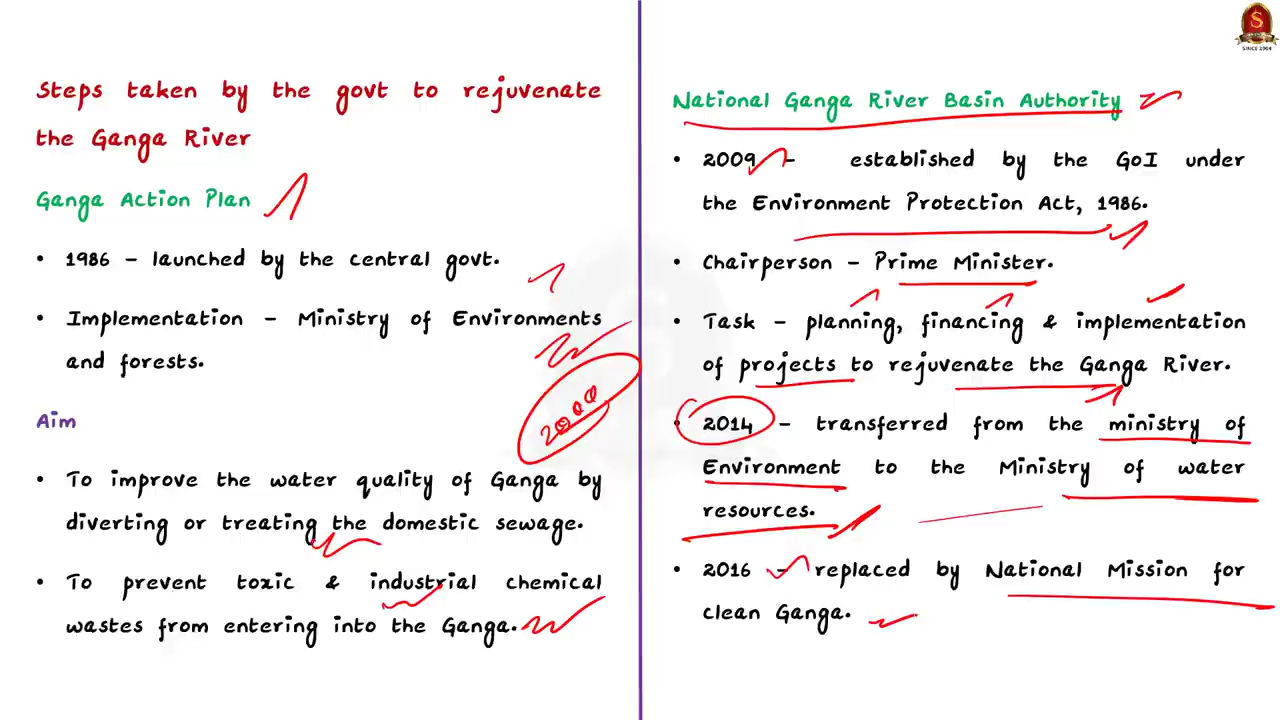 Steps taken by the govt to rejuvenate
the Ganga River
Ganga Action Plan
• 1986 - launched by the central govt.
• Implementation - Ministry of Environments
and forests.
2000
Aim
• To improve the water quality of Ganga by
diverting or treating the domestic sewage.
• To prevent toxic & industrial chemical
wastes from entering into the Ganga.
National Ganga River Basin Authority
• 2009 - established by the GoI under
the Environment Protection Act, 1986.
• Chairperson - Prime Minister.
• Task - planning, financing & implementation
of projects to rejuvenate the Ganga River.
• 2014 - transferred from the ministry of
Environment to the Ministry of water
resources.
• 2016 - replaced by National Mission for
clean Ganga.
S
SINCE 2004